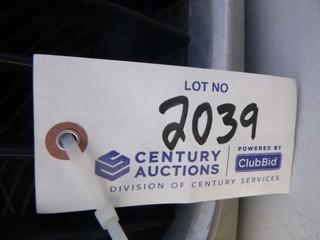 LOT NO
2039
CENTURY AUCTIONS
POWERED BY
ClubBid
DIVISION OF CENTURY SERVICES